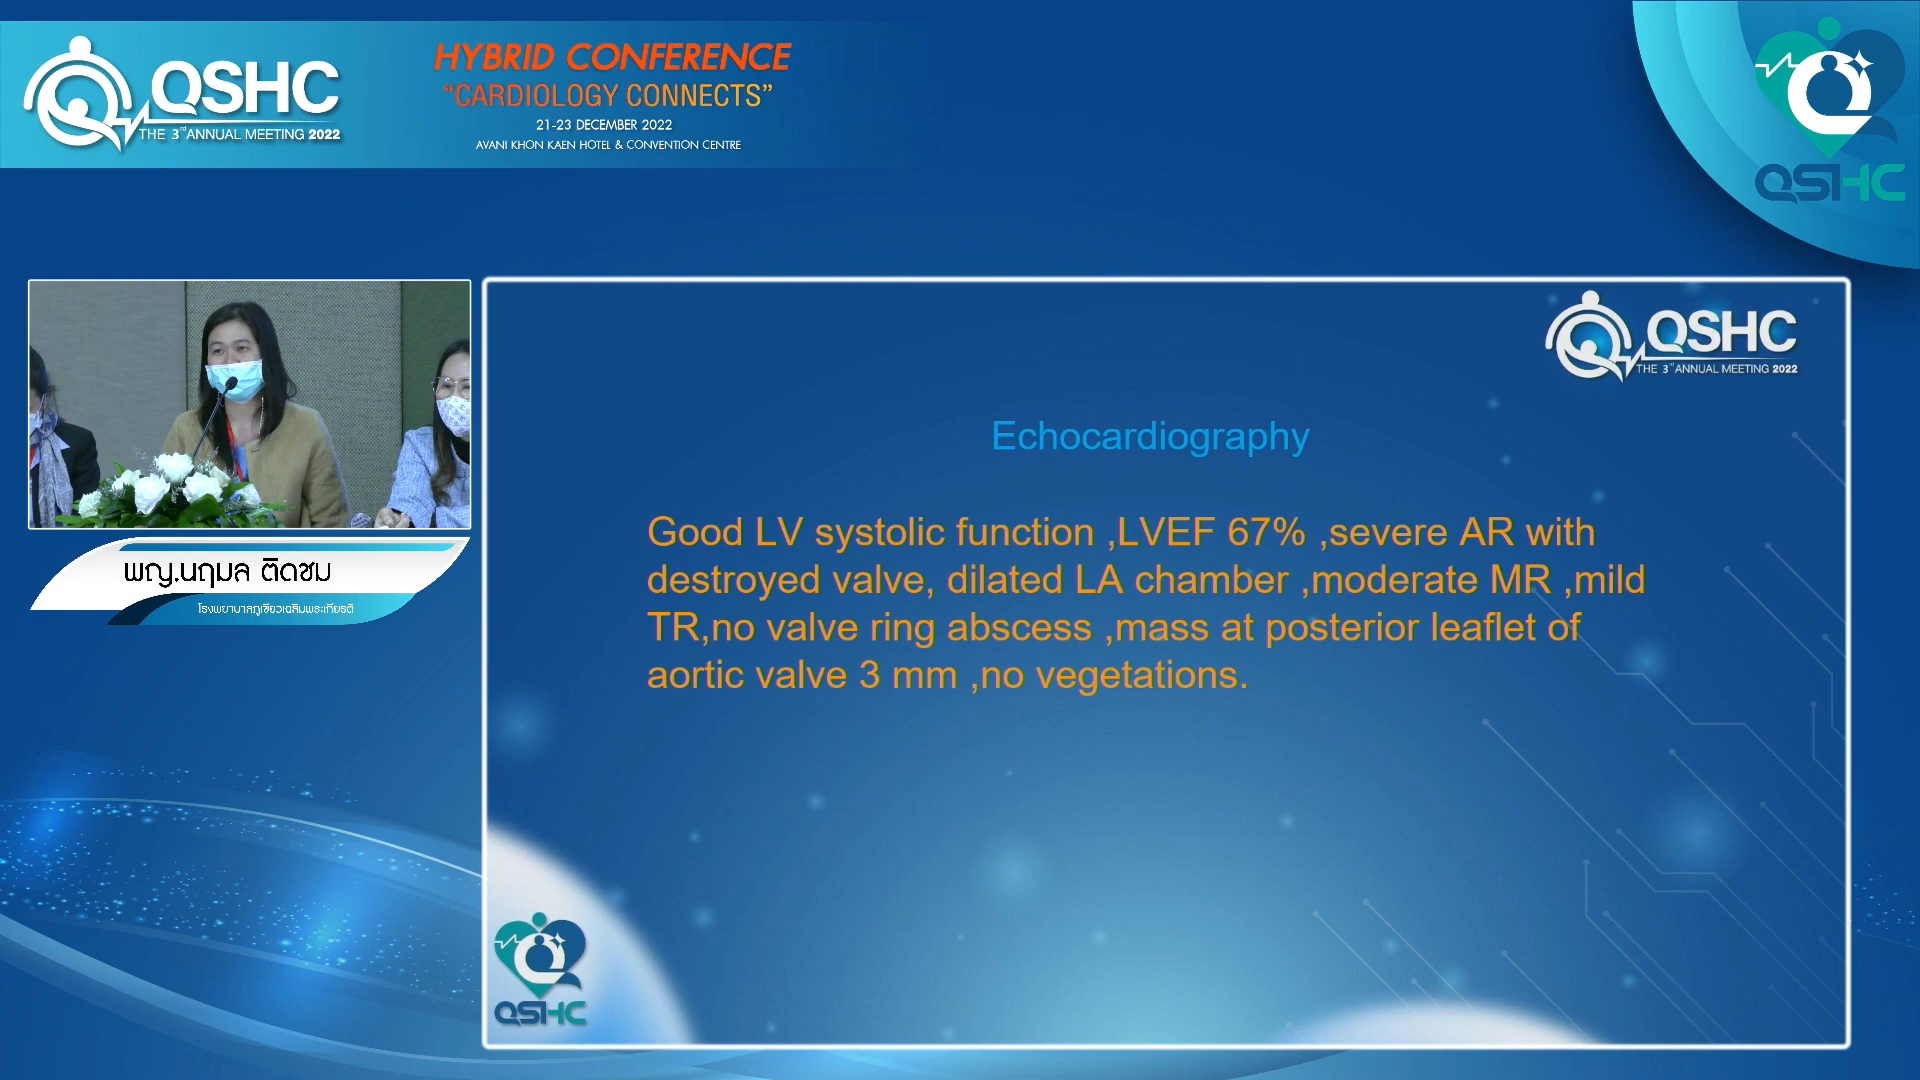 QSHC
THE 3rd ANNUAL MEETING 2022
HYBRID CONFERENCE
“CARDIOLOGY CONNECTS”
21-23 DECEMBER 2022
AVANI KHON KAEN HOTEL & CONVENTION CENTRE
QSHC
พญ.นฤมล ติดชม
โรงพยาบาลภูเขียวเฉลิมพระเกียรติ
QSHC
THE 3rd ANNUAL MEETING 2022
Echocardiography
Good LV systolic function ,LVEF 67% ,severe AR with
destroyed valve, dilated LA chamber ,moderate MR ,mild
TR,no valve ring abscess ,mass at posterior leaflet of
aortic valve 3 mm ,no vegetations.
QSHC